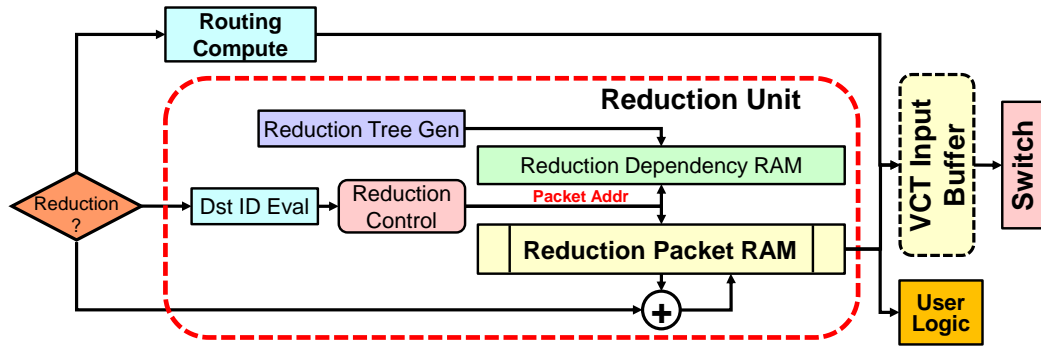 Routing
Compute
Reduction Unit
Reduction Tree Gen
Reduction Dependency RAM
Reduction
?
Dst ID Eval
Reduction
Control
Packet Addr
Reduction Packet RAM
+
VCT Input
Buffer
Switch
User
Logic